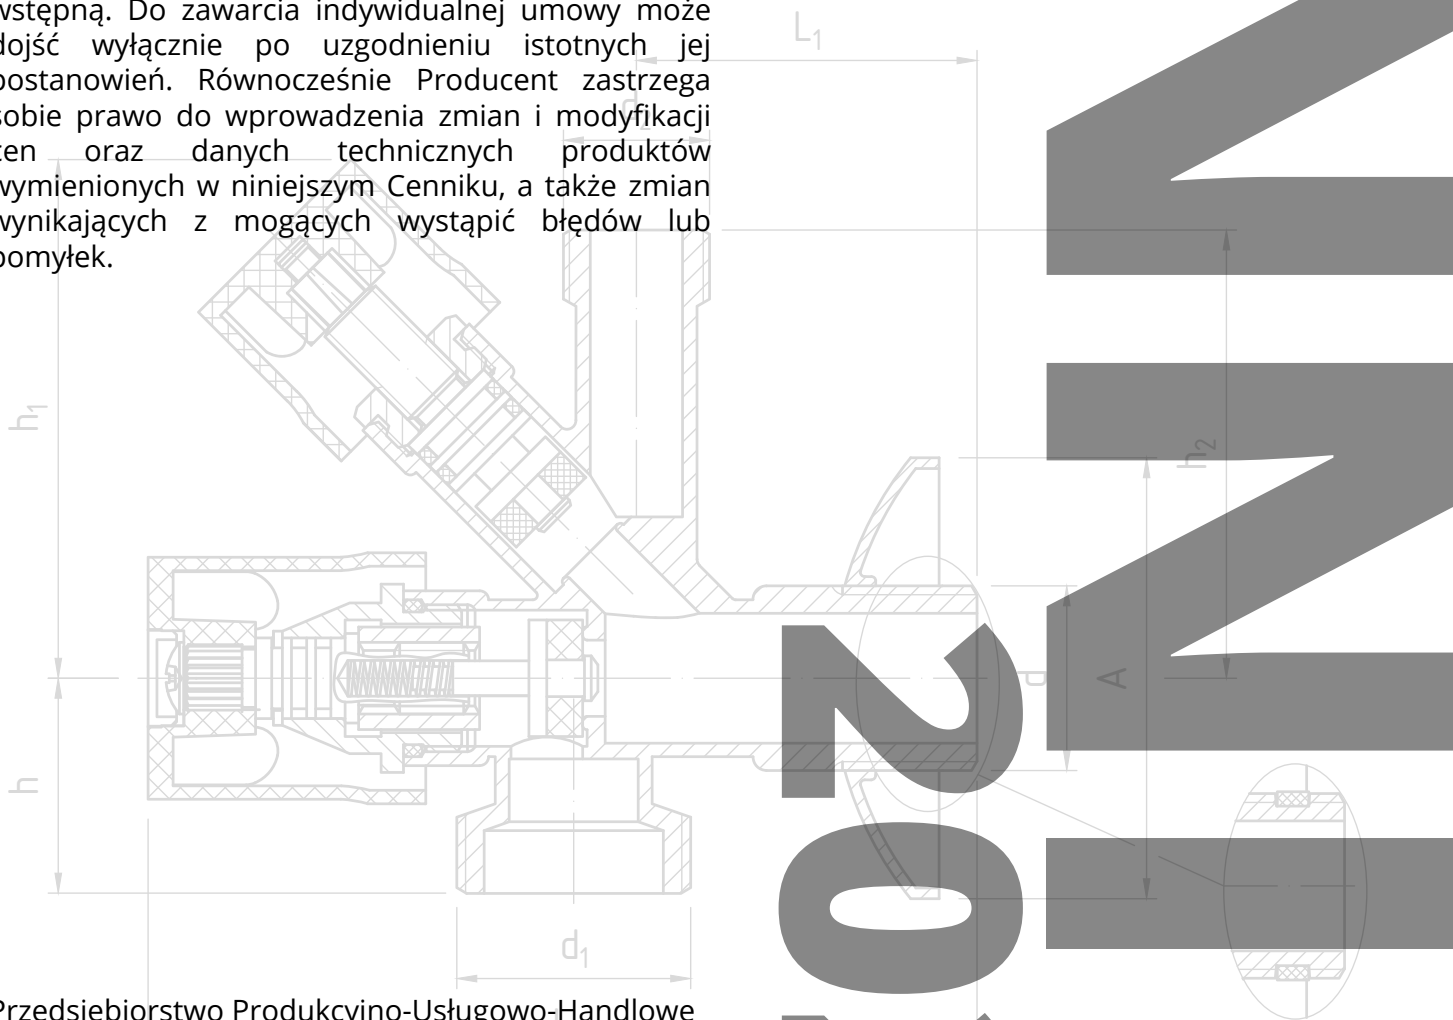 wstępną. Do zawarcia indywidualnej umowy może
dojść wyłącznie po uzgodnieniu istotnych jej
postanowień. Równocześnie Producent zastrzega
sobie prawo do wprowadzenia zmian i modyfikacji
cen oraz danych technicznych produktów
wymienionych w niniejszym Cenniku, a także zmian
wynikających z mogących wystąpić błędów lub
pomyłek.
L1
d2
h1
h2
d
A
h
d1
20
NNI
Przedsiębiorstwo Produkcyjno-Usługowo-Handlowe